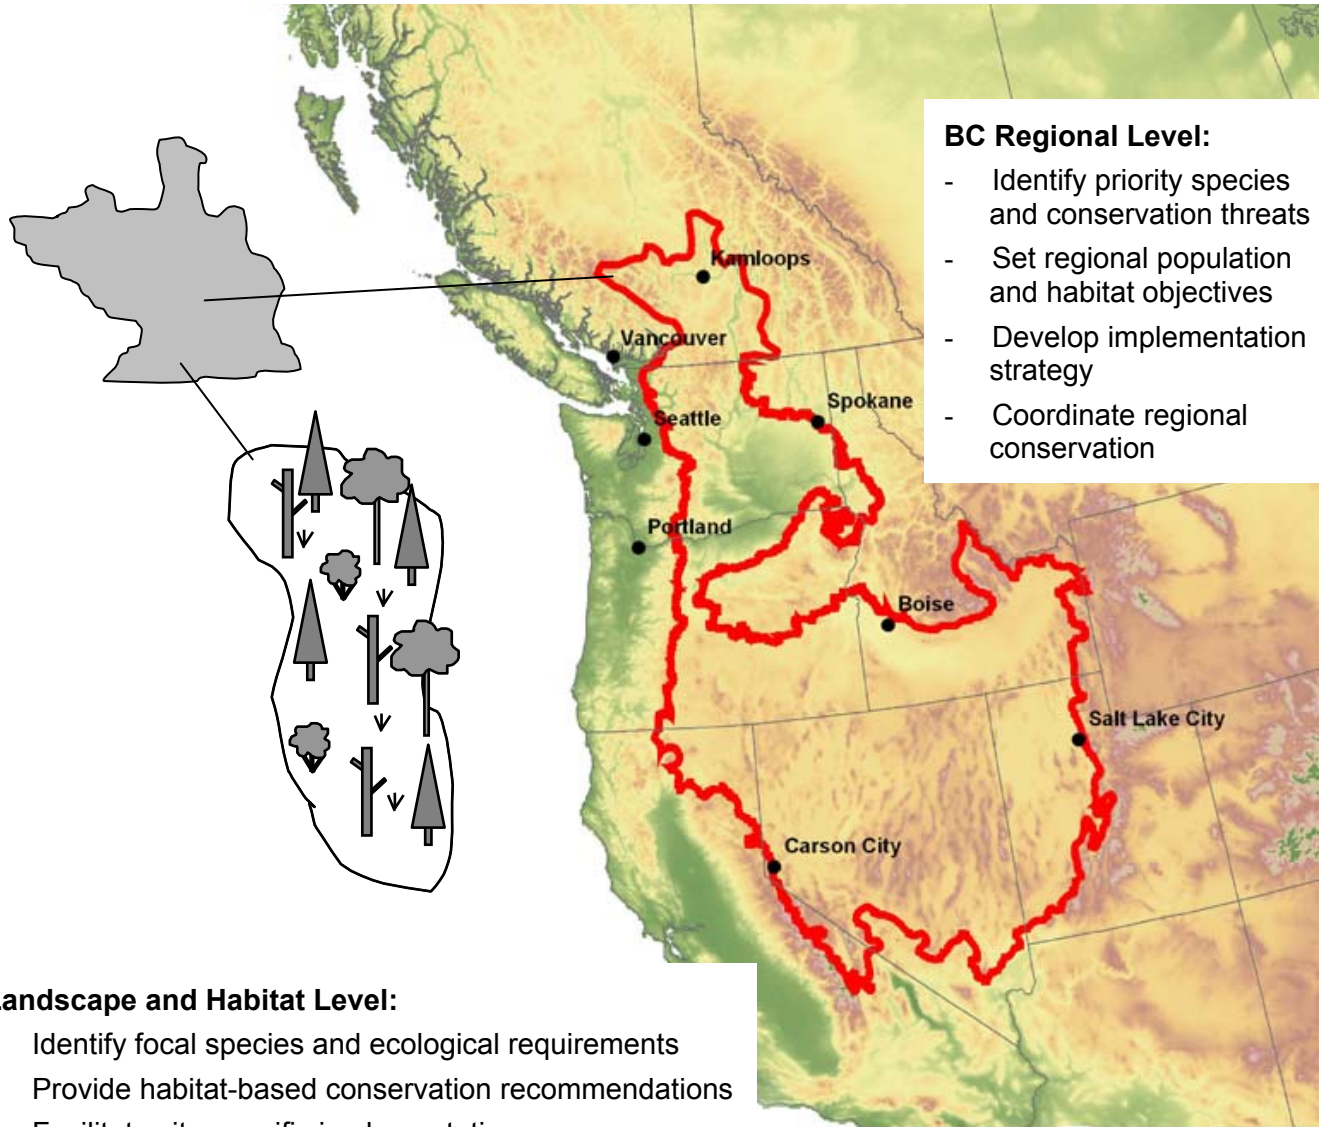 BC Regional Level:
- Identify priority species
and conservation threats
- Set regional population
and habitat objectives
- Develop implementation
strategy
- Coordinate regional
conservation
Kamloops
Vancouver
Seattle
Spokane
Portland
Boise
Salt Lake City
Carson City
Landscape and Habitat Level:
Identify focal species and ecological requirements
Provide habitat-based conservation recommendations